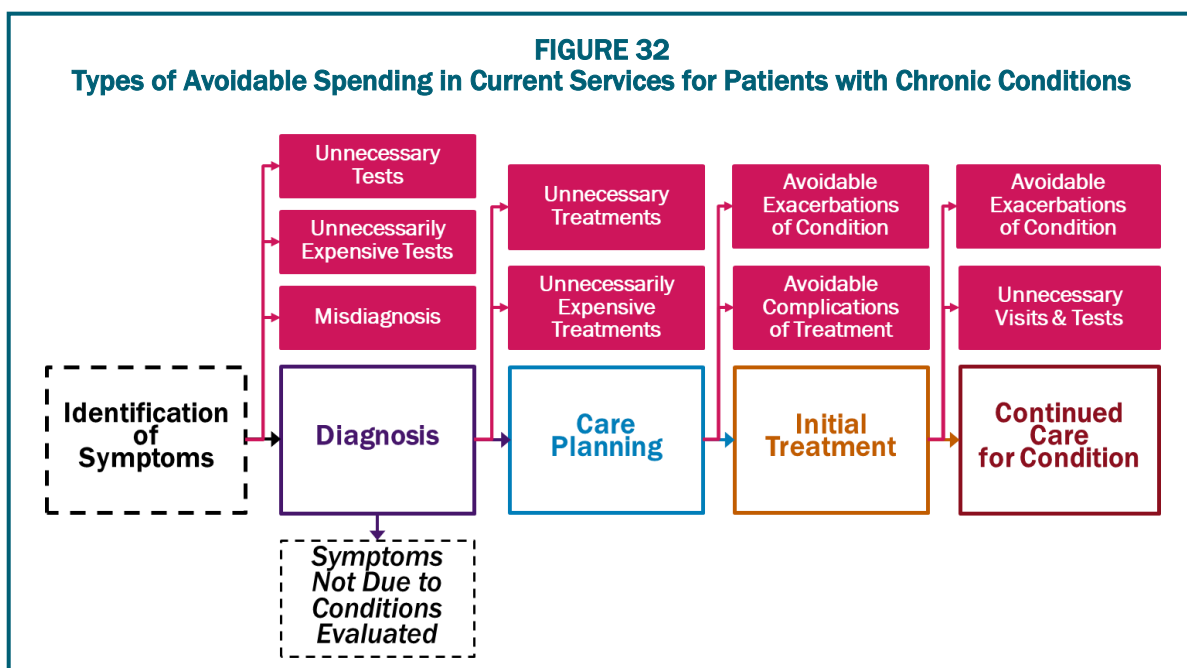 FIGURE 32
Types of Avoidable Spending in Current Services for Patients with Chronic Conditions
Unnecessary
Tests
Unnecessarily
Expensive Tests
Misdiagnosis
Unnecessary
Treatments
Unnecessarily
Expensive
Treatments
Avoidable
Exacerbations
of Condition
Avoidable
Complications
of Treatment
Avoidable
Exacerbations
of Condition
Unnecessary
Visits & Tests
Identification
of
Symptoms
Diagnosis
Care
Planning
Initial
Treatment
Continued
Care
for Condition
Symptoms
Not Due to
Conditions
Evaluated